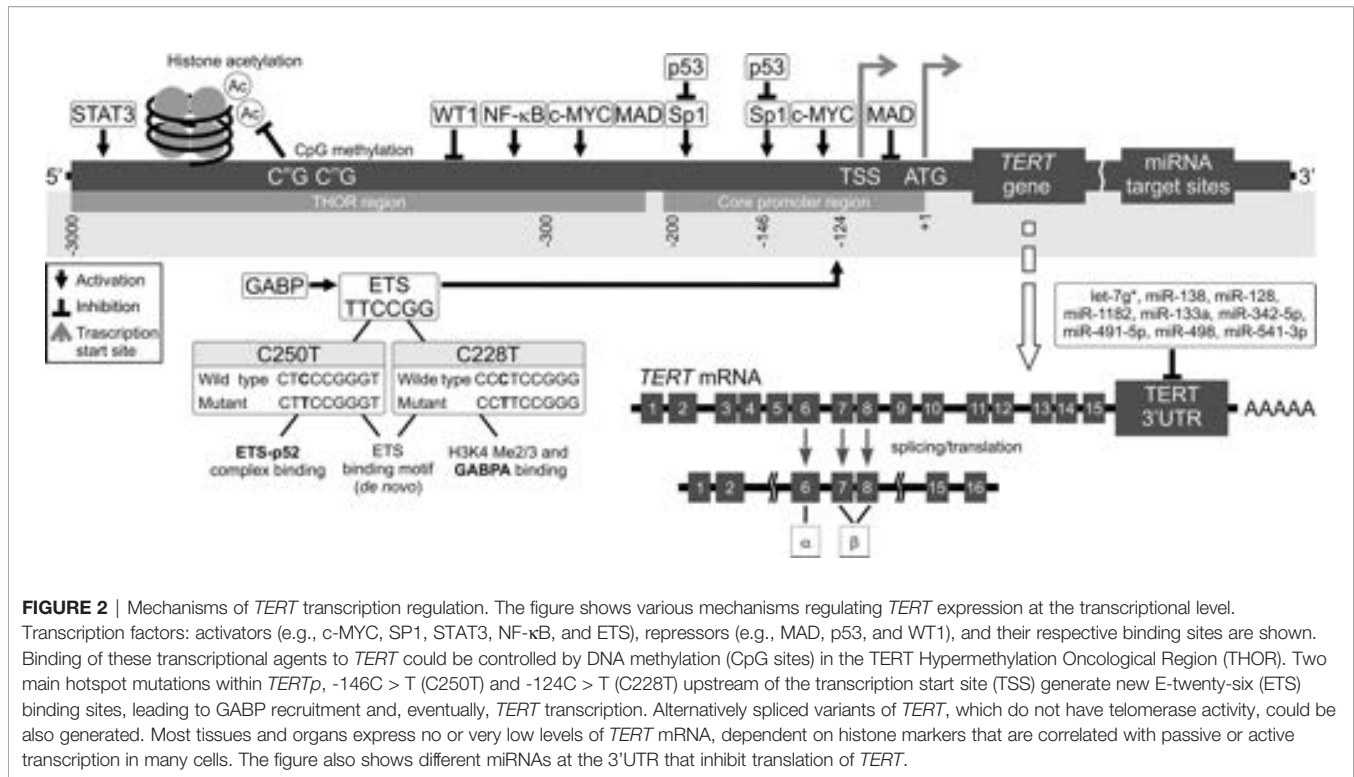 Histone acetylation
Ac
Ac
p53
p53
STAT3
WT1
NF-κB
c-MYC
MAD
Sp1
Sp1
c-MYC
MAD
CpG methylation
5'
CᵐG CᵐG
TSS
ATG
TERT
gene
miRNA
target sites
3'
THOR region
Core promoter region
-3000
-300
-200
-146
-124
+1
Activation
Inhibition
Trascription
start site
GABP
ETS
TTCCGG
C250T
Wild type CTCCCGGGT
Mutant CTTCCGGGT
C228T
Wilde type CCCTCCGGG
Mutant CCTTCCGGG
ETS-p52
complex binding
ETS
binding motif
(de novo)
H3K4 Me2/3 and
GABPA binding
let-7g*, miR-138, miR-128,
miR-1182, miR-133a, miR-342-5p,
miR-491-5p, miR-498, miR-541-3p
TERT mRNA
1 2 3 4 5 6 7 8 9 10 11 12 13 14 15
TERT
3'UTR
AAAAA
splicing/translation
1 2 6 7 8 15 16
α
β
FIGURE 2 | Mechanisms of TERT transcription regulation. The figure shows various mechanisms regulating TERT expression at the transcriptional level.
Transcription factors: activators (e.g., c-MYC, SP1, STAT3, NF-κB, and ETS), repressors (e.g., MAD, p53, and WT1), and their respective binding sites are shown.
Binding of these transcriptional agents to TERT could be controlled by DNA methylation (CpG sites) in the TERT Hypermethylation Oncological Region (THOR). Two
main hotspot mutations within TERTp, -146C > T (C250T) and -124C > T (C228T) upstream of the transcription start site (TSS) generate new E-twenty-six (ETS)
binding sites, leading to GABP recruitment and, eventually, TERT transcription. Alternatively spliced variants of TERT, which do not have telomerase activity, could be
also generated. Most tissues and organs express no or very low levels of TERT mRNA, dependent on histone markers that are correlated with passive or active
transcription in many cells. The figure also shows different miRNAs at the 3'UTR that inhibit translation of TERT.